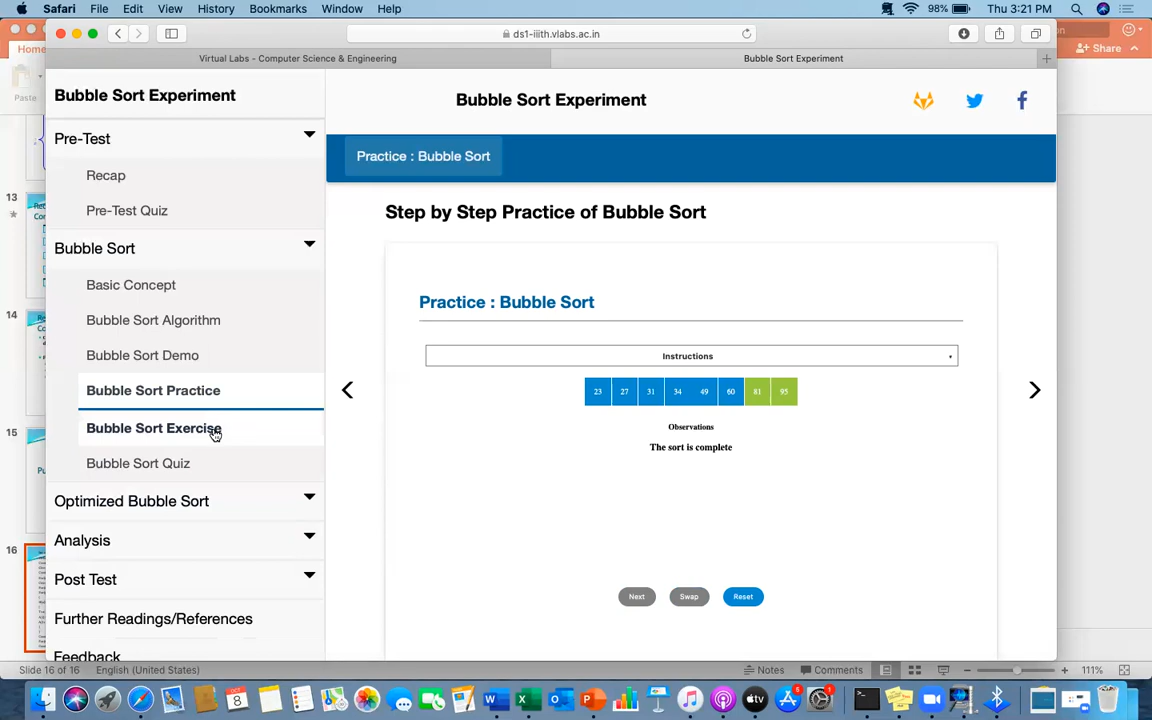 Safari File Edit View History Bookmarks Window Help 98% Thu 3:21 PM
ds1-iiith.vlabs.ac.in
Home
Share
Virtual Labs - Computer Science & Engineering
Bubble Sort Experiment
Paste
Bubble Sort Experiment
Bubble Sort Experiment
Pre-Test
Practice : Bubble Sort
Recap
Pre-Test Quiz
Step by Step Practice of Bubble Sort
Bubble Sort
Basic Concept
Practice : Bubble Sort
Bubble Sort Algorithm
Bubble Sort Demo
Instructions
Bubble Sort Practice
23 27 31 34 49 60 81 95
Bubble Sort Exercise
Observations
The sort is complete
Bubble Sort Quiz
Optimized Bubble Sort
Analysis
Post Test
Next Swap Reset
Further Readings/References
Feedback
13
14
15
16
Slide 16 of 16 English (United States) Notes Comments 111%
OCT
8
tv